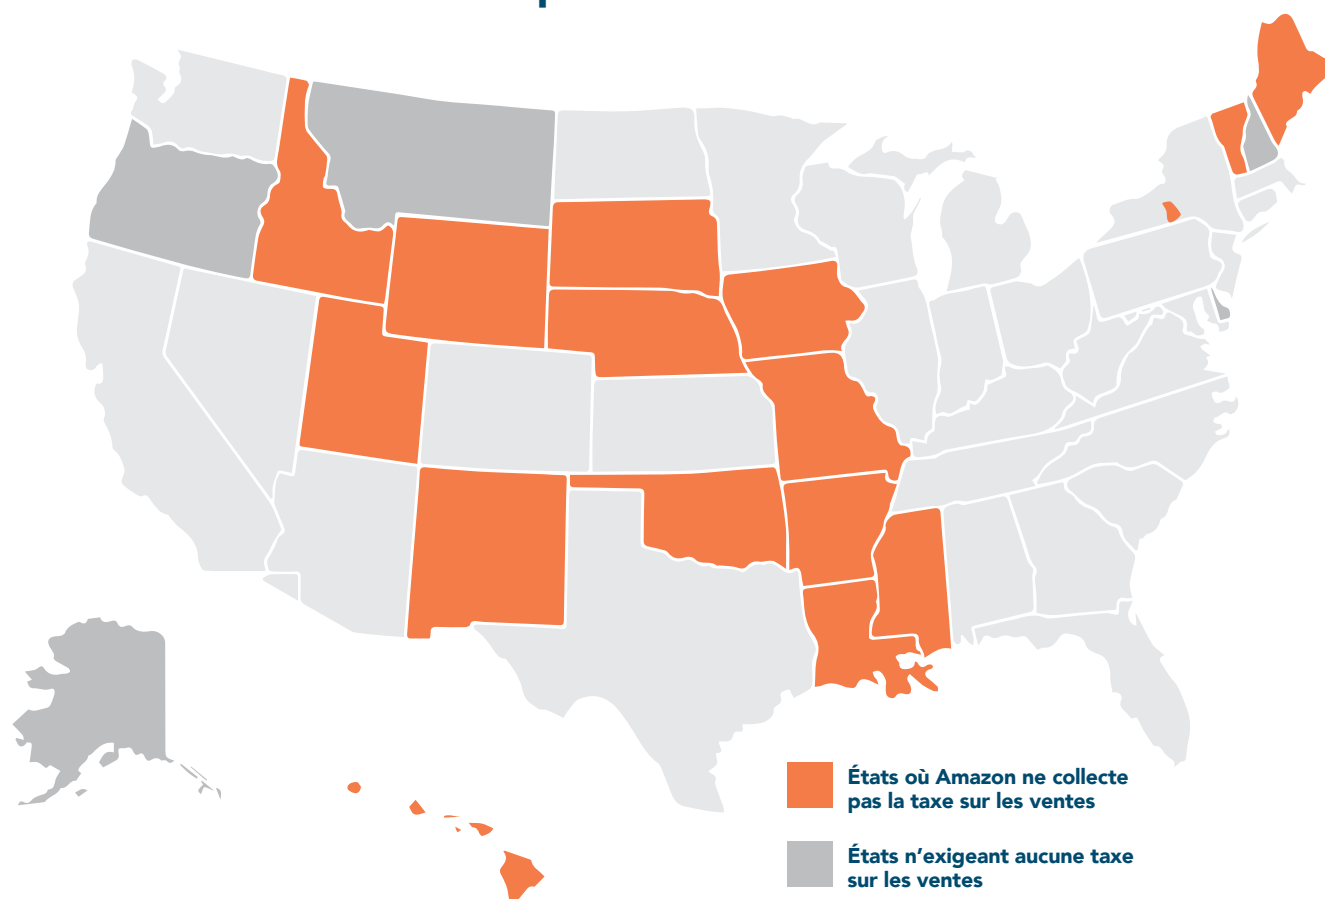 États où Amazon ne collecte
pas la taxe sur les ventes
États n’exigeant aucune taxe
sur les ventes